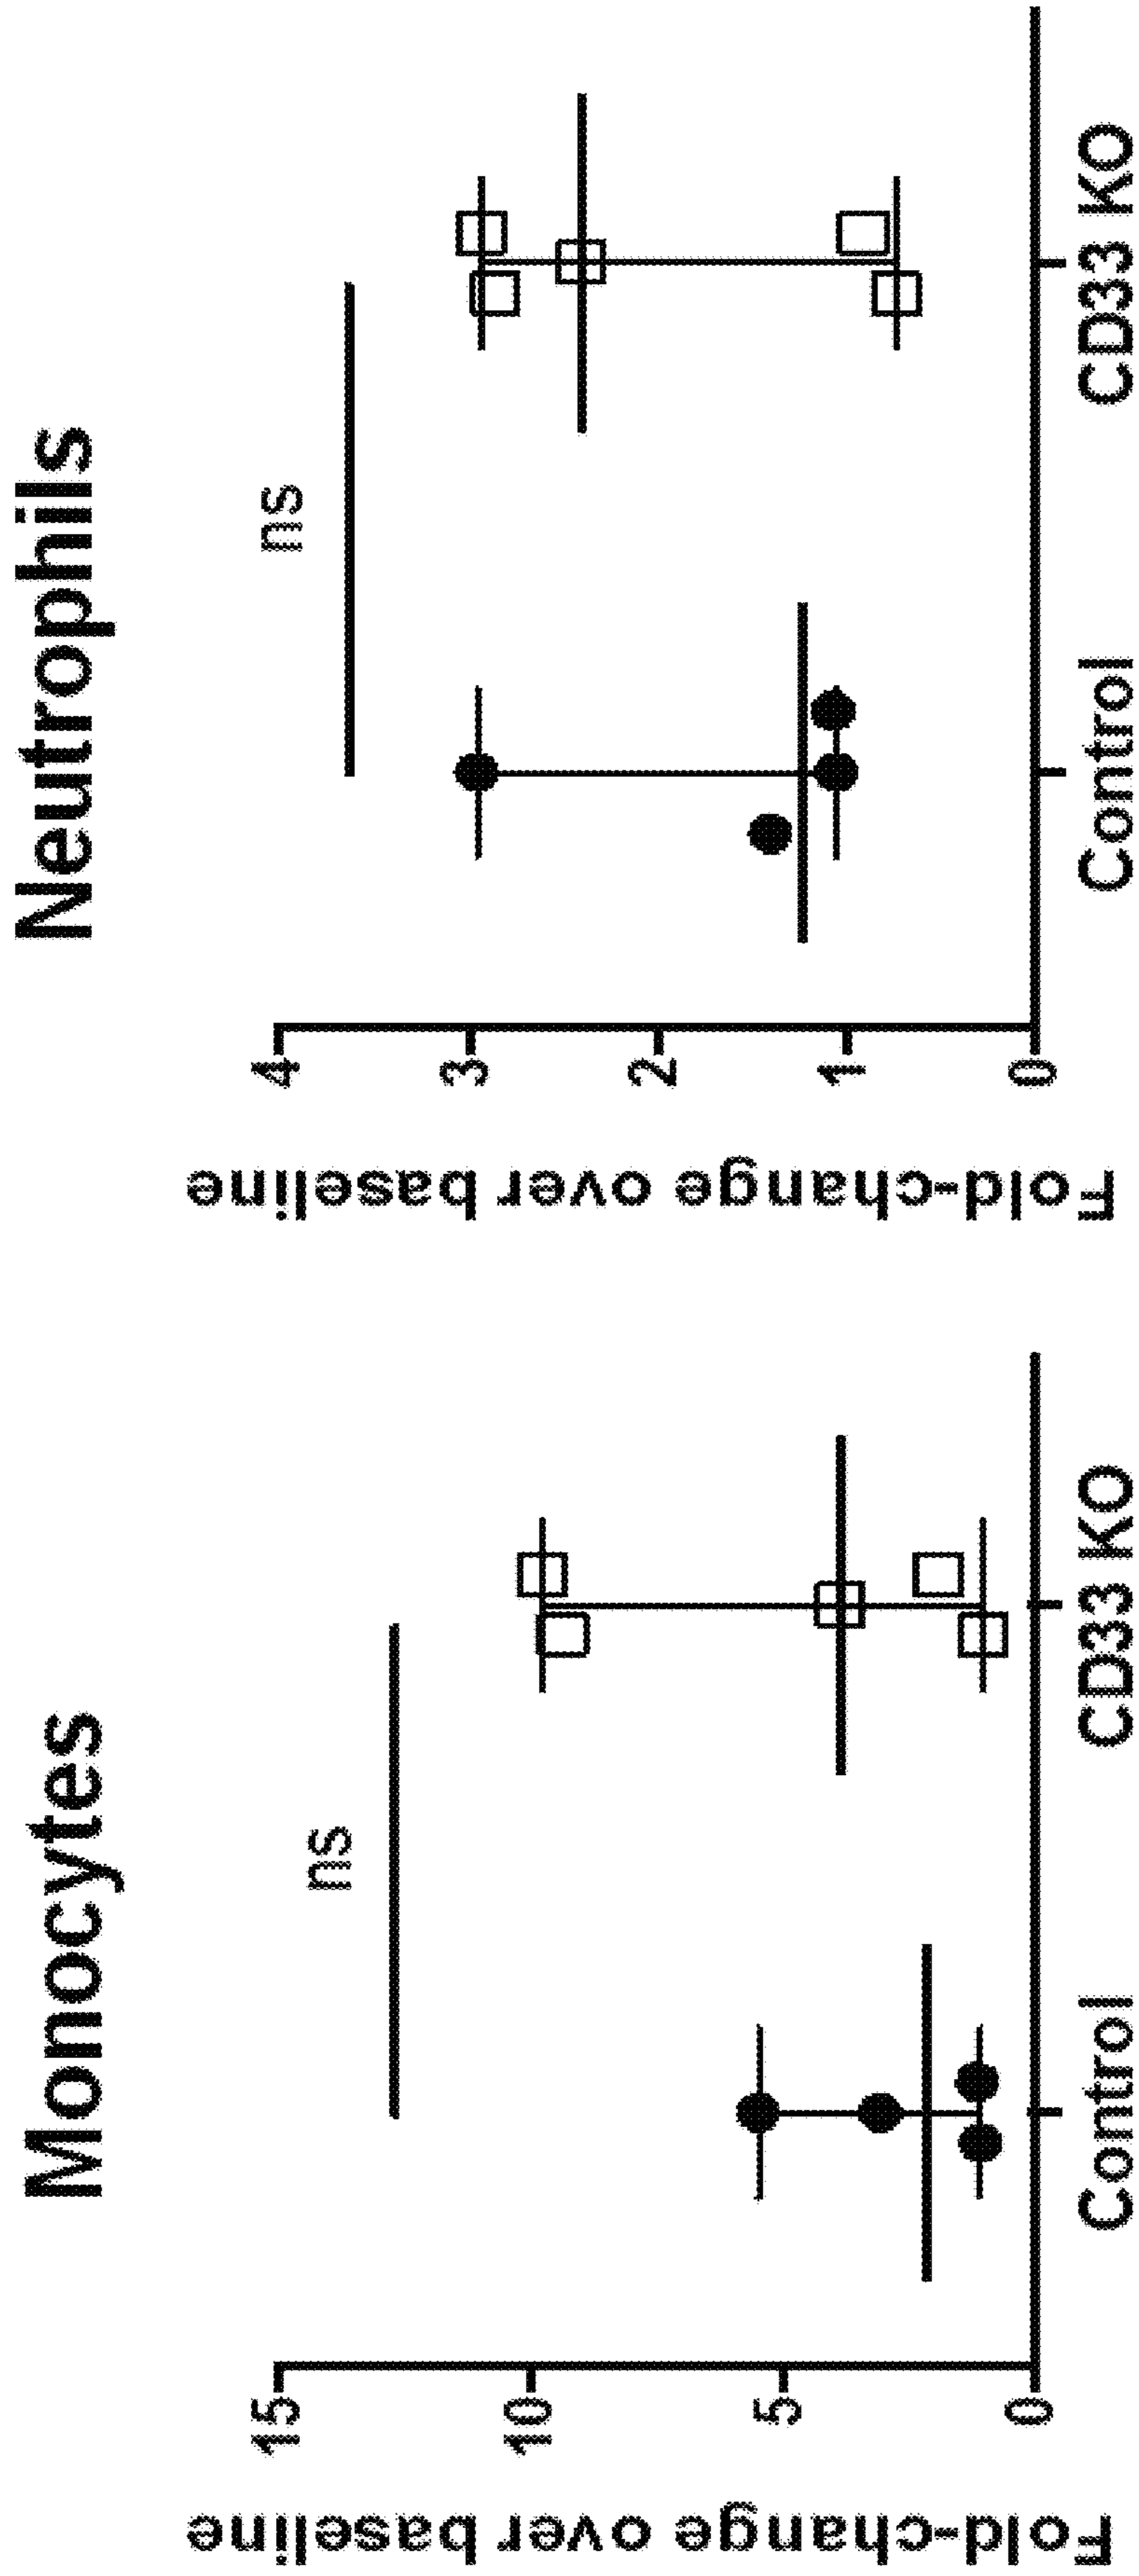 Monocytes
ns
Fold-change over baseline
15
10
5
0
Control
CD33 KO
Neutrophils
ns
Fold-change over baseline
4
3
2
1
0
Control
CD33 KO